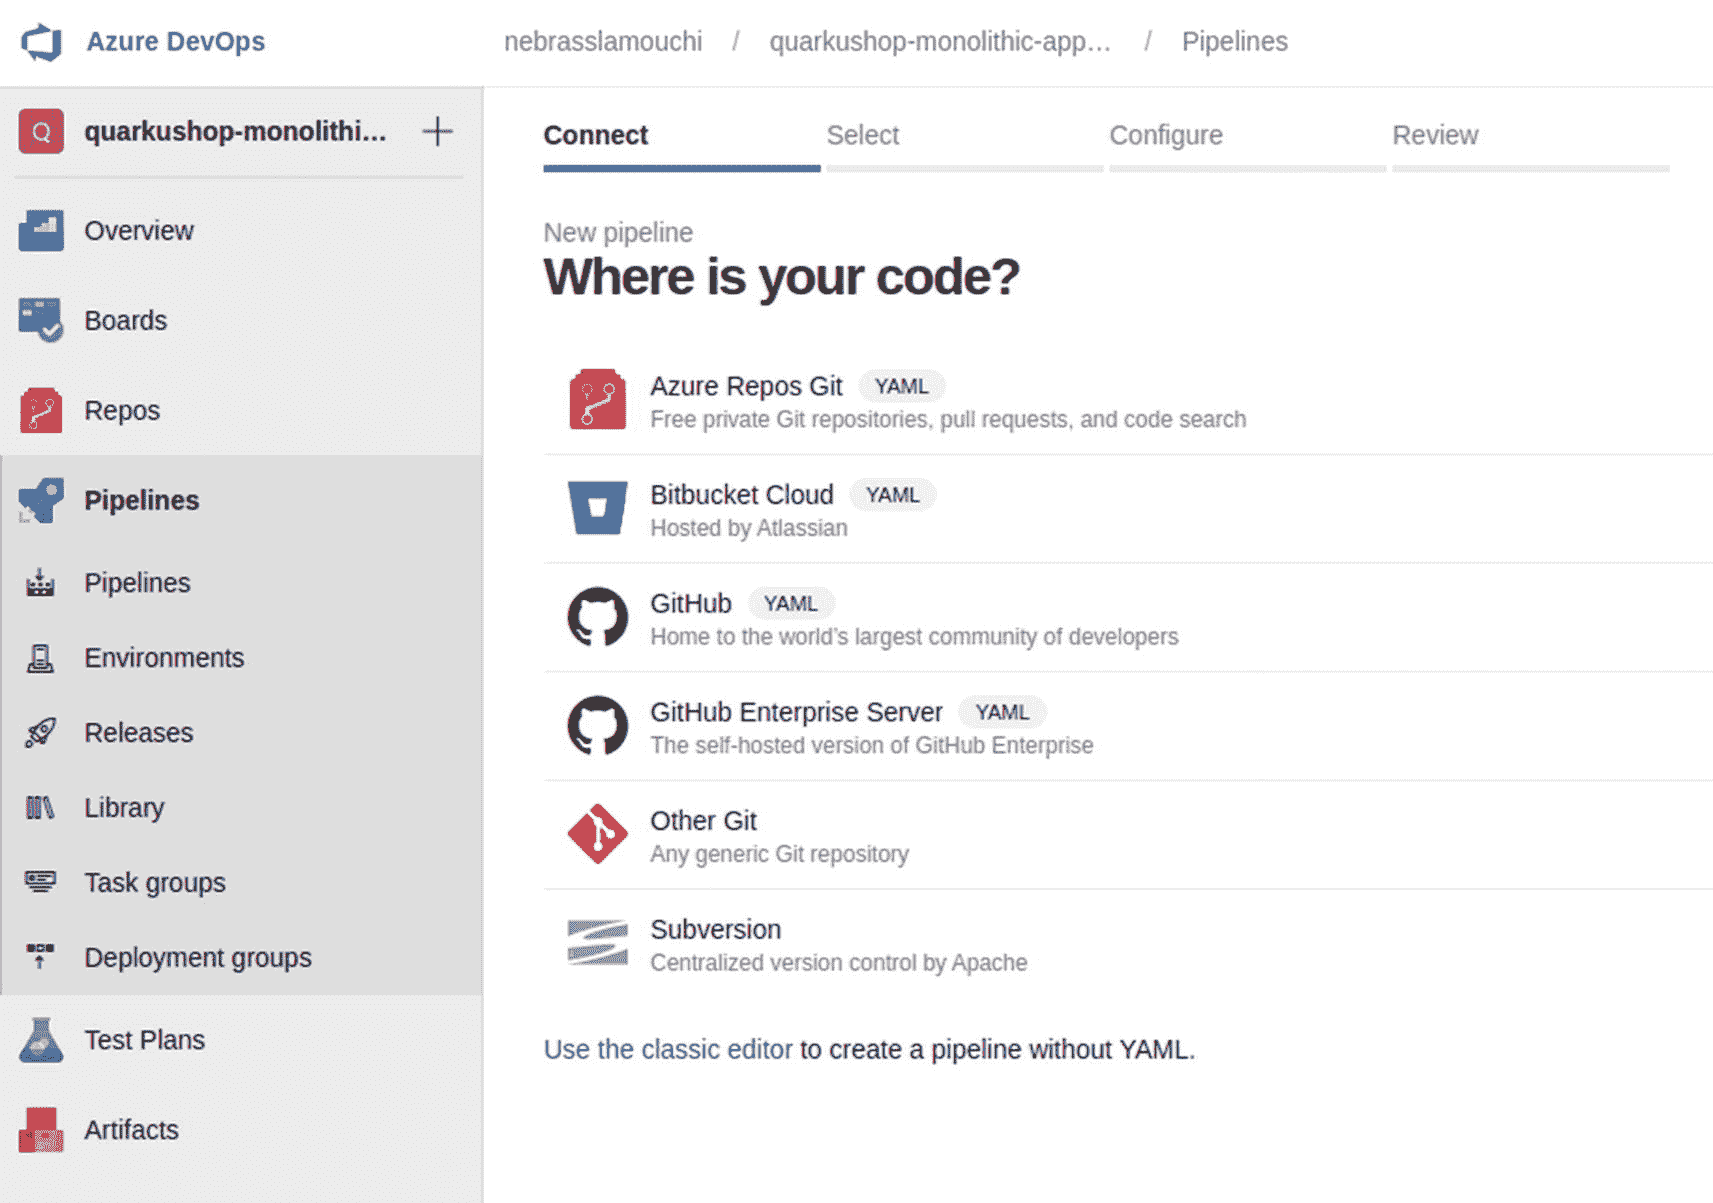 Azure DevOps
nebrasslamouchi / quarkushop-monolithic-app... / Pipelines
Q quarkushop-monolithi... +
Overview
Boards
Repos
Pipelines
Pipelines
Environments
Releases
Library
Task groups
Deployment groups
Test Plans
Artifacts
Connect Select Configure Review
New pipeline
Where is your code?
Azure Repos Git YAML
Free private Git repositories, pull requests, and code search
Bitbucket Cloud YAML
Hosted by Atlassian
GitHub YAML
Home to the world's largest community of developers
GitHub Enterprise Server YAML
The self-hosted version of GitHub Enterprise
Other Git
Any generic Git repository
Subversion
Centralized version control by Apache
Use the classic editor to create a pipeline without YAML.